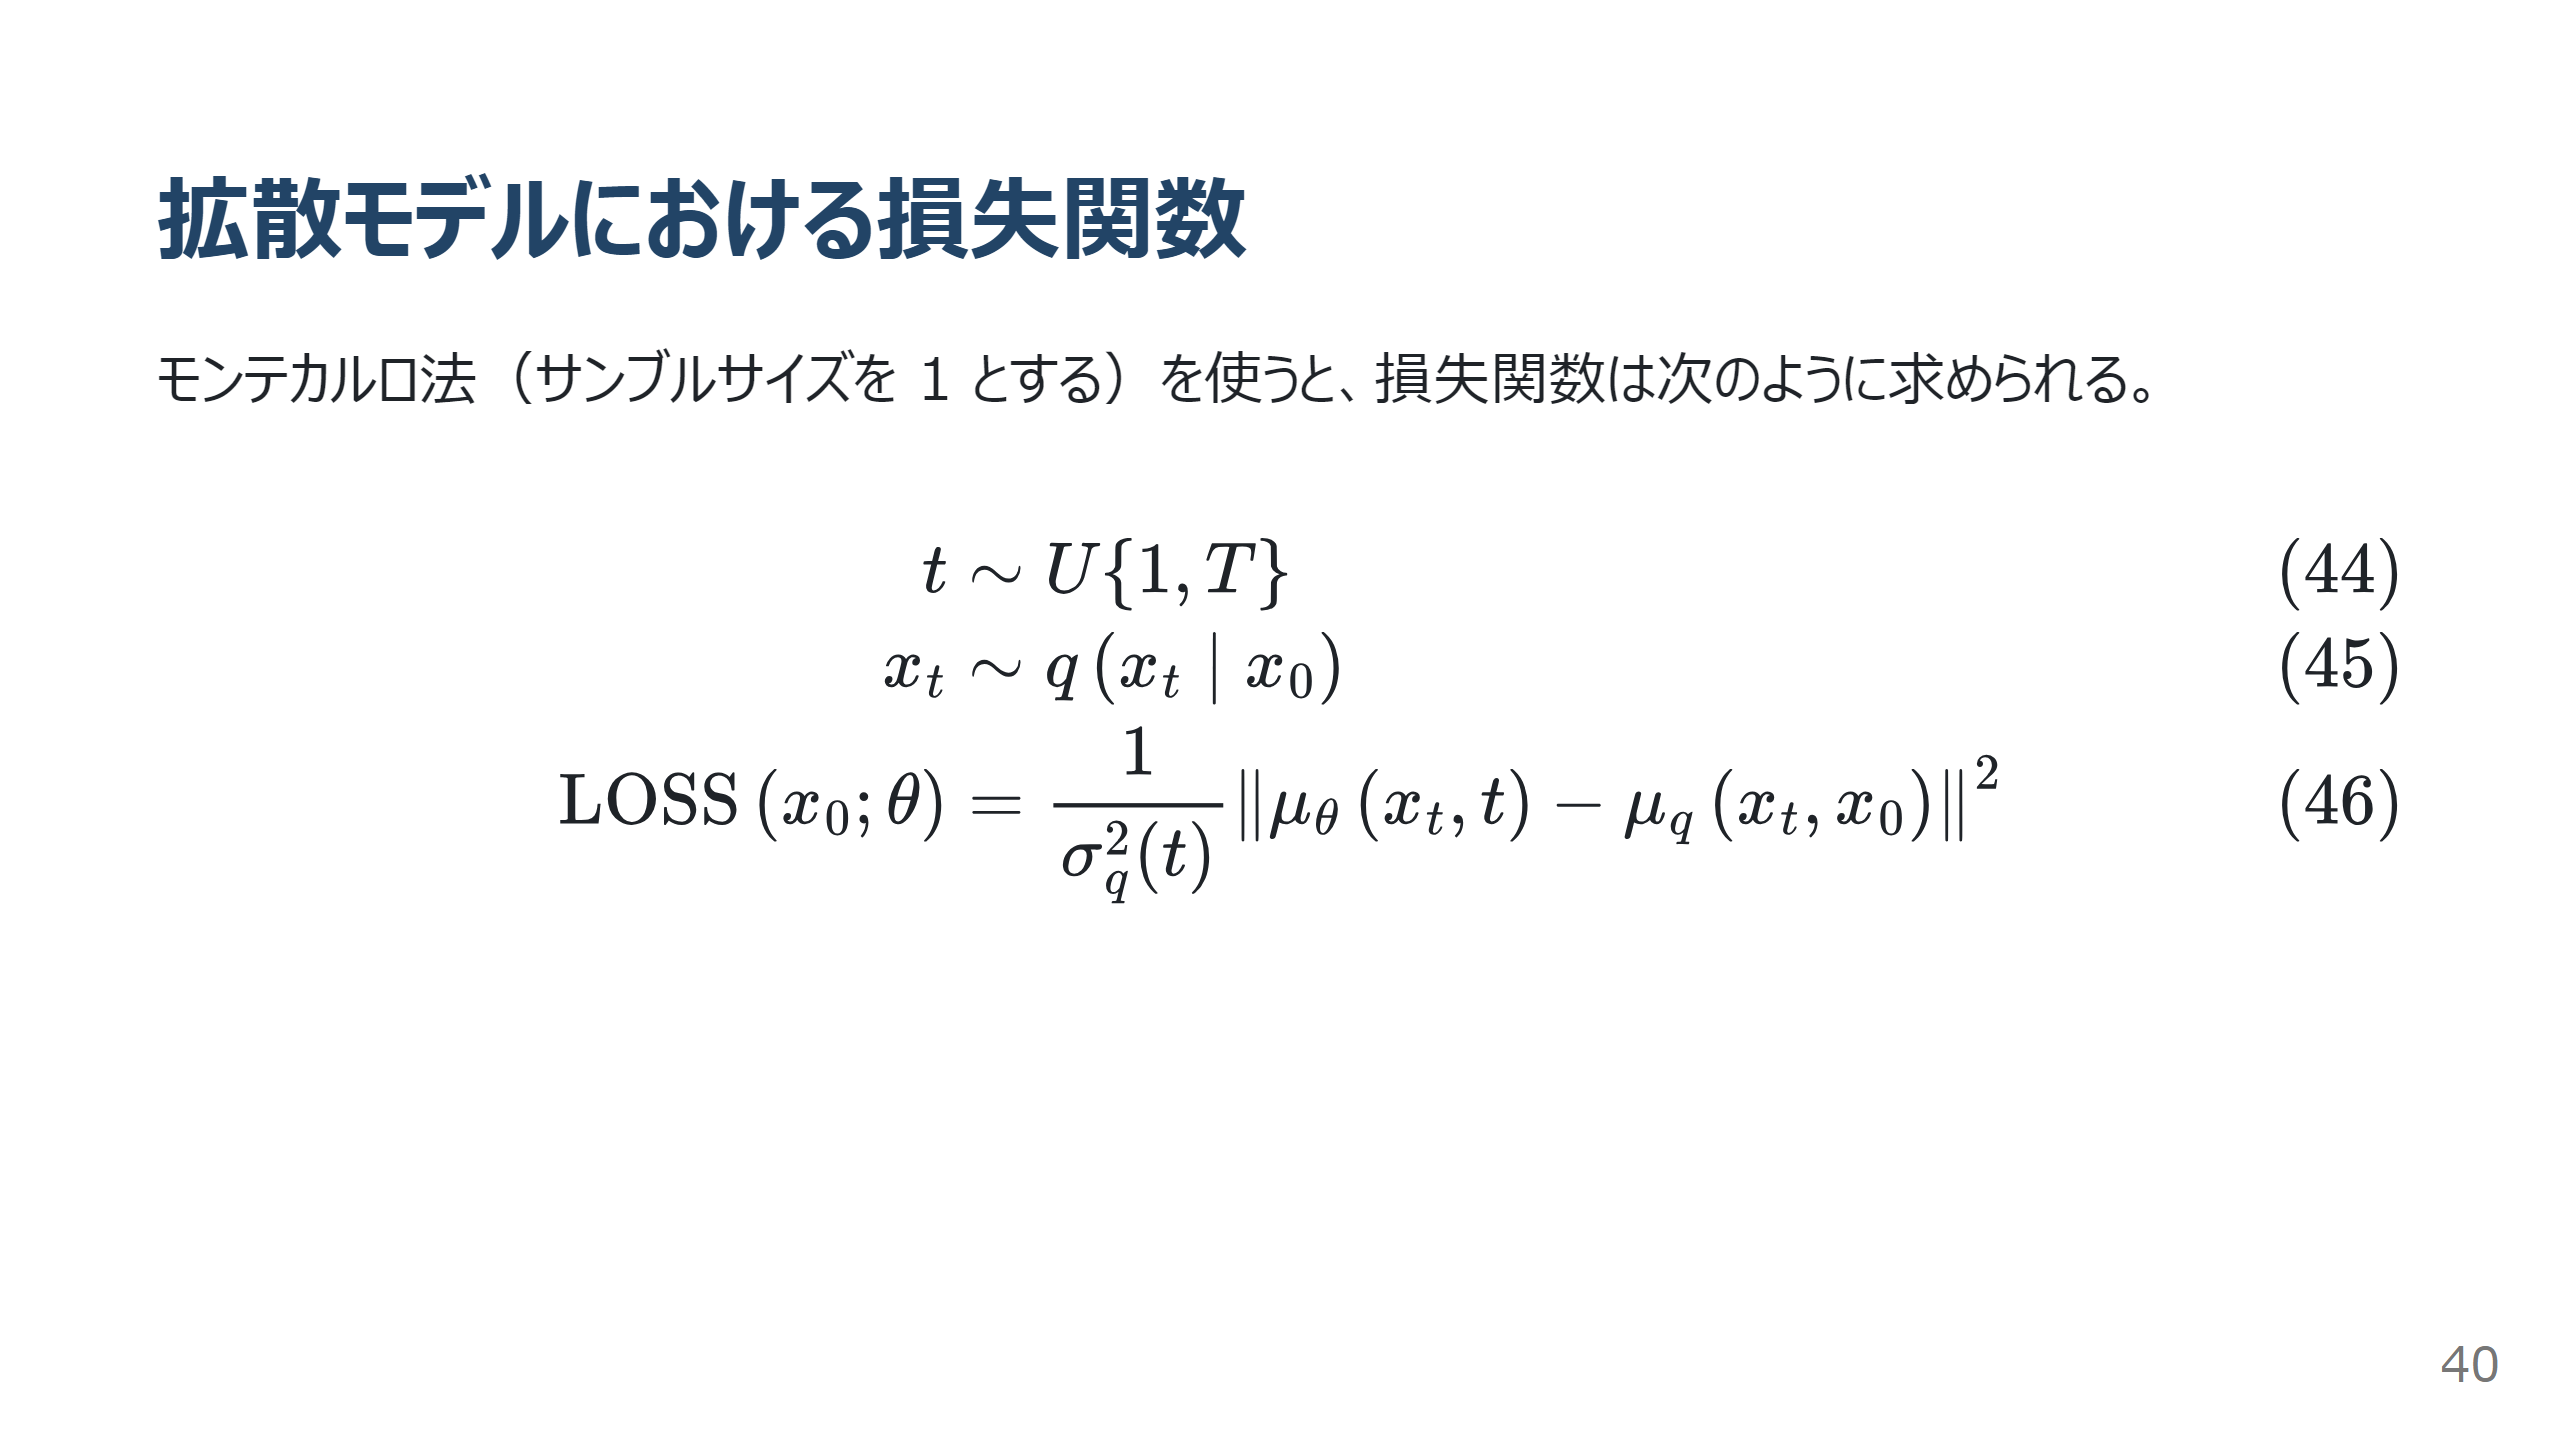 拡散モデルにおける損失関数
モンテカルロ法（サンプルサイズを 1 とする）を使うと、損失関数は次のように求められる。
t ∼ U{1, T} (44)
x_t ∼ q (x_t | x_0) (45)
LOSS (x_0; θ) = \frac{1}{σ_q^2(t)} ‖μ_θ (x_t, t) − μ_q (x_t, x_0)‖^2 (46)
40